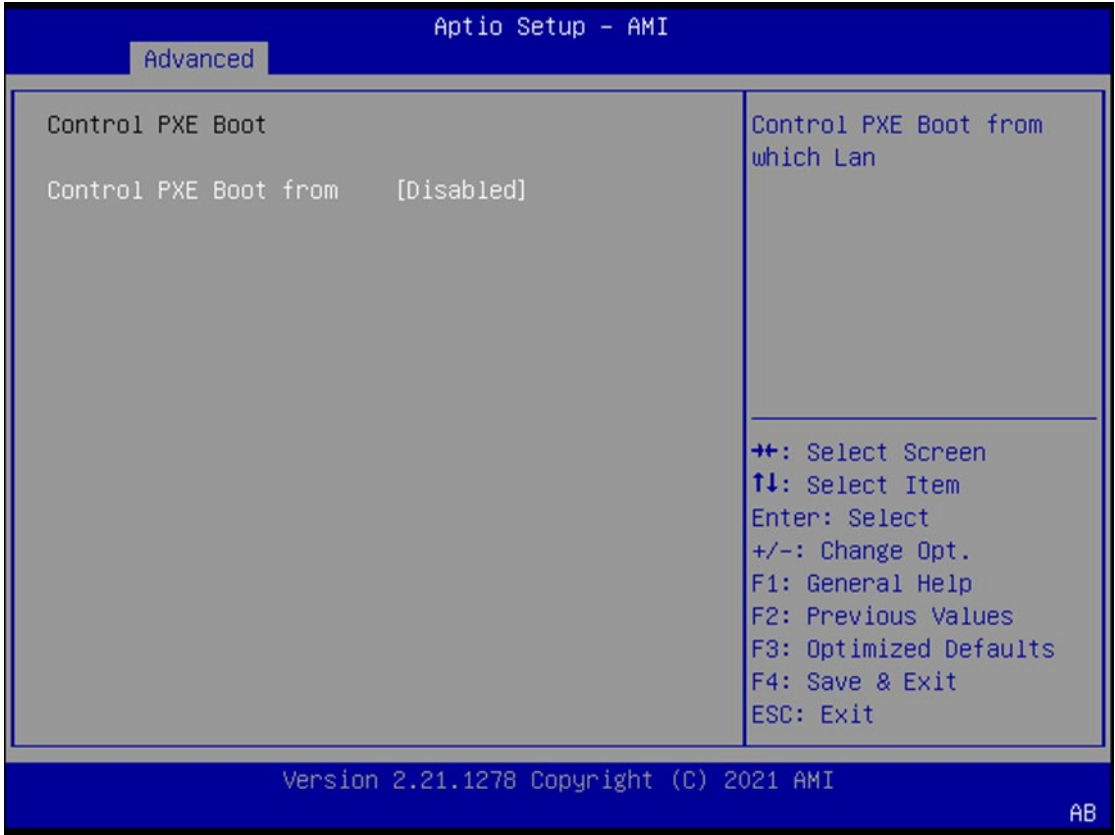 Aptio Setup – AMI
Advanced
Control PXE Boot
Control PXE Boot from [Disabled]
Control PXE Boot from
which Lan
→←: Select Screen
↑↓: Select Item
Enter: Select
+/-: Change Opt.
F1: General Help
F2: Previous Values
F3: Optimized Defaults
F4: Save & Exit
ESC: Exit
Version 2.21.1278 Copyright (C) 2021 AMI
AB